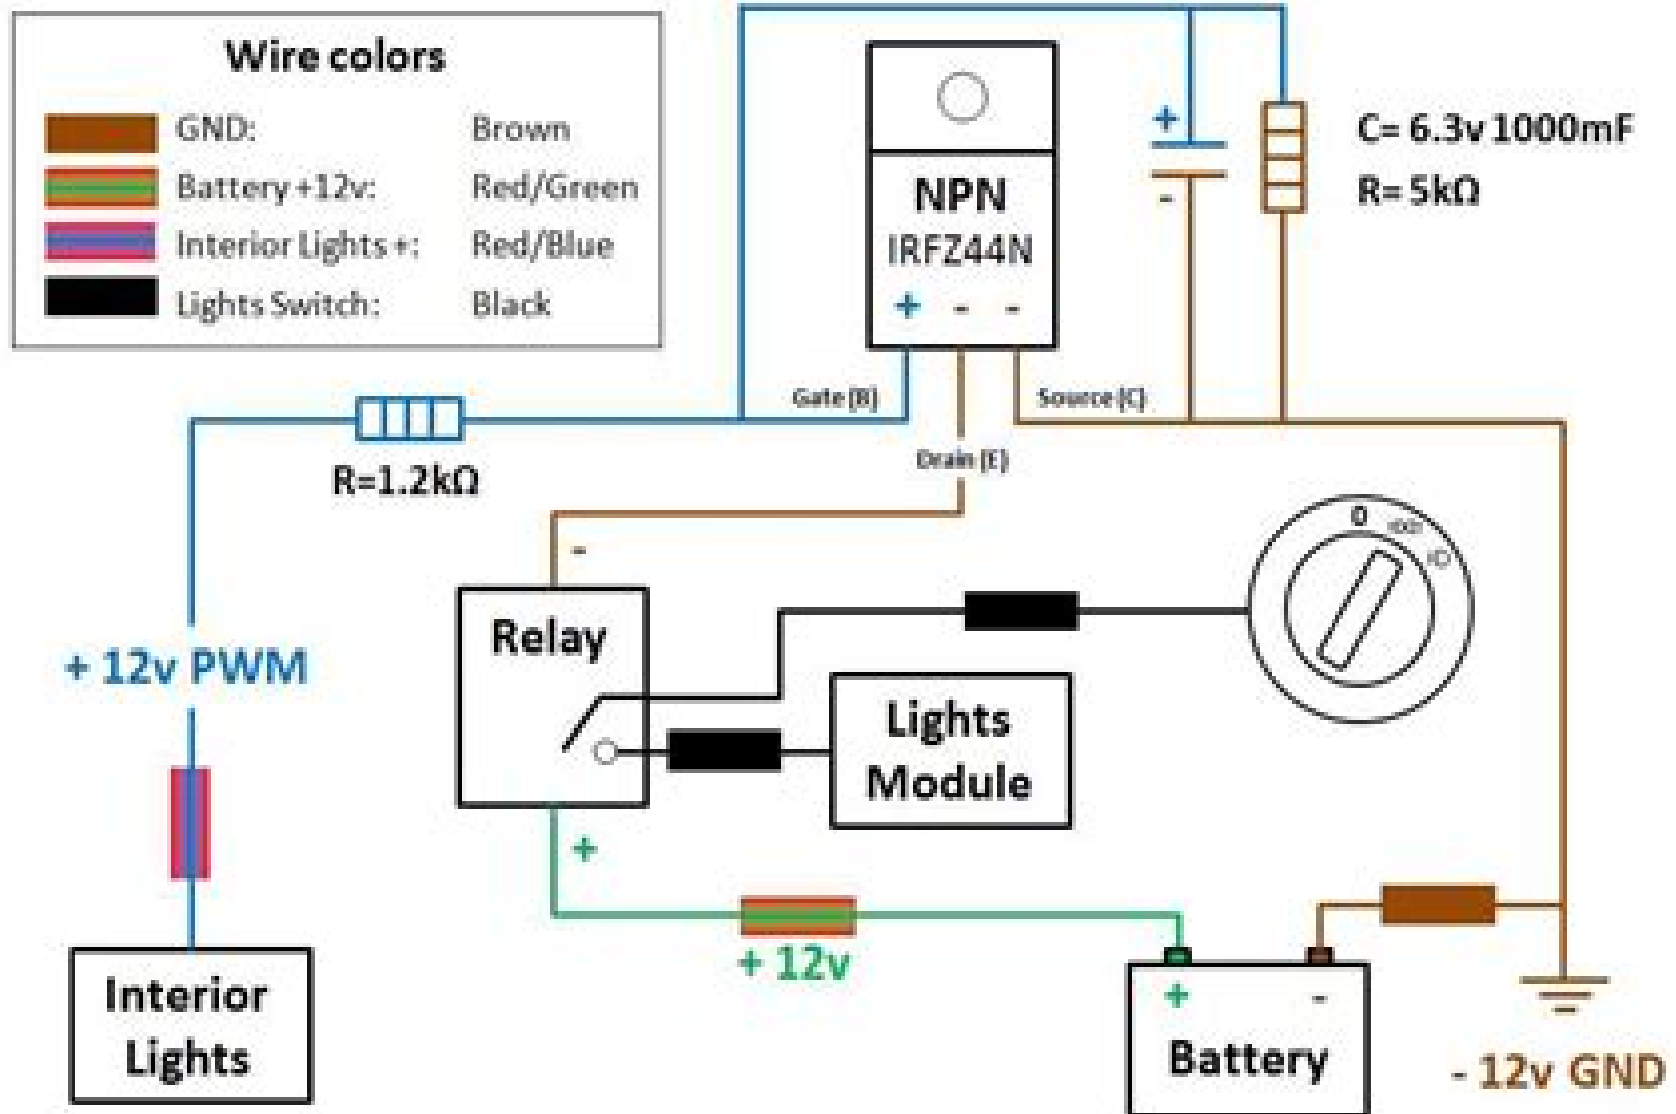 Wire colors
GND: Brown
Battery +12v: Red/Green
Interior Lights +: Red/Blue
Lights Switch: Black
NPN
IRFZ44N
+ - -
+
-
C= 6.3v 1000mF
R= 5kΩ
Gate (B)
Source (C)
Drain (E)
R=1.2kΩ
-
0
Relay
+ 12v PWM
Lights
Module
+
+ 12v
+ -
Battery
Interior
Lights
- 12v GND